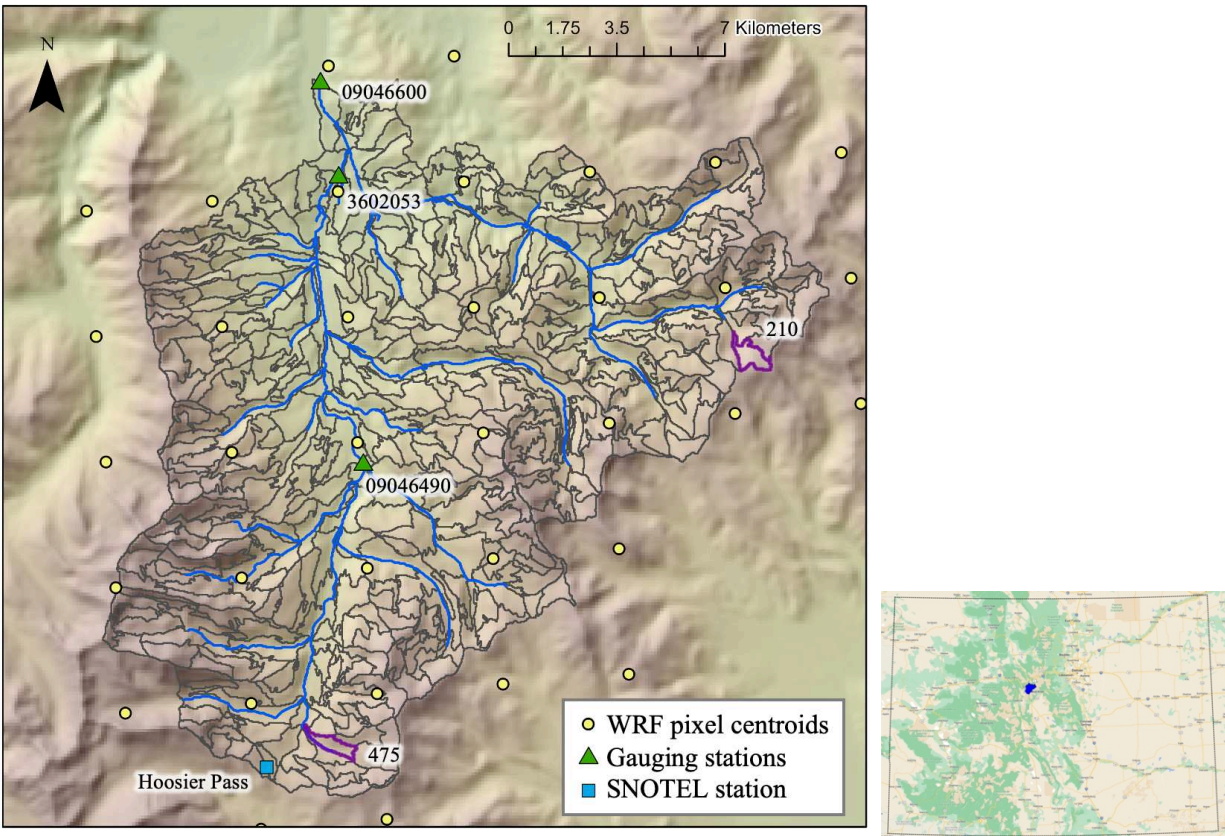 N
0 1.75 3.5 7 Kilometers
09046600
3602053
210
09046490
475
Hoosier Pass
WRF pixel centroids
Gauging stations
SNOTEL station